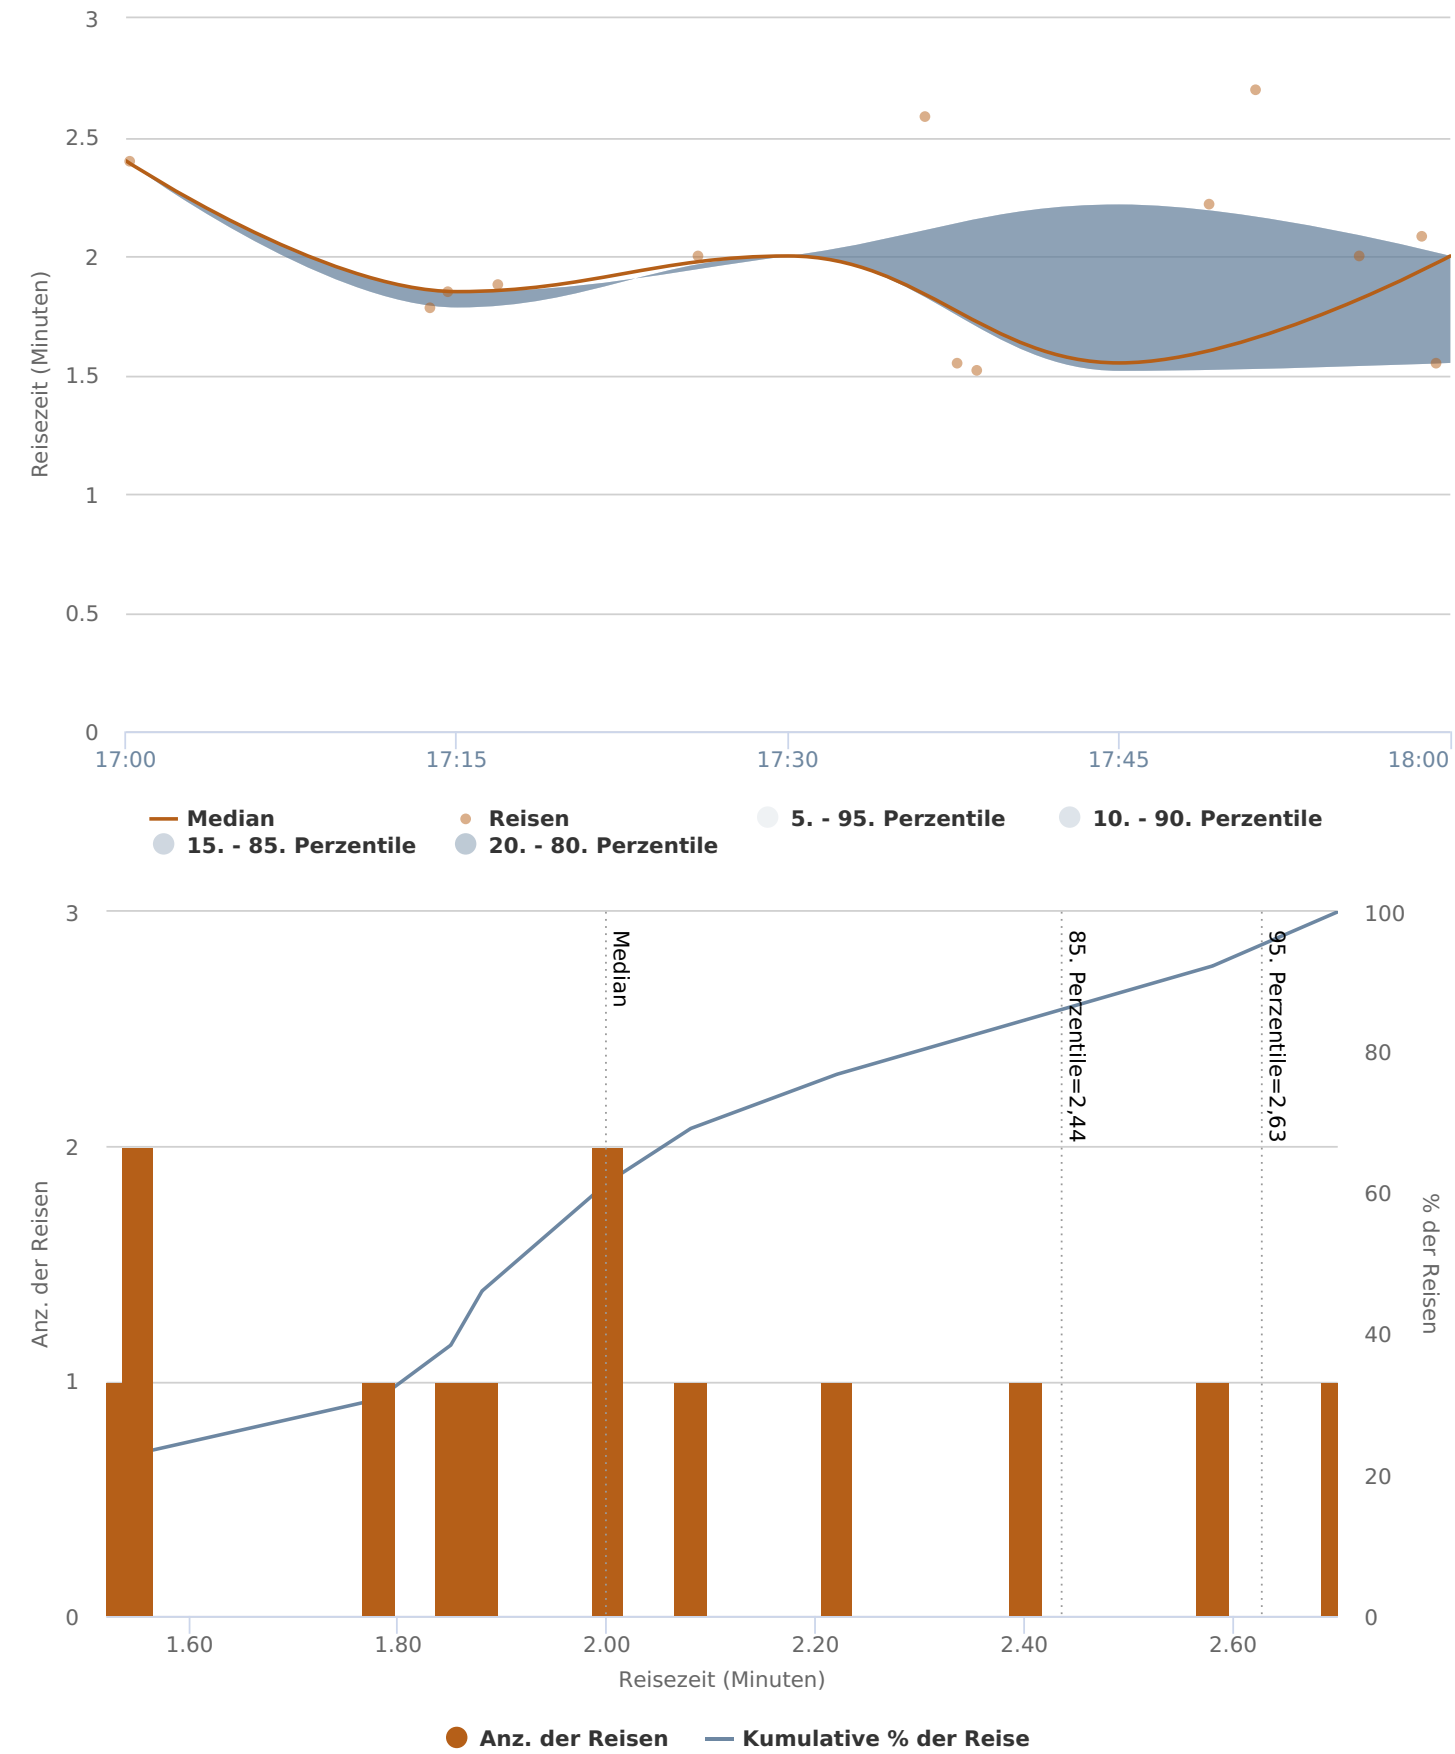 3
2.5
2
1.5
1
0.5
0
Reisezeit (Minuten)
17:00 17:15 17:30 17:45 18:00
Median Reisen 5. - 95. Perzentile 10. - 90. Perzentile
15. - 85. Perzentile 20. - 80. Perzentile
3
2
1
0
Anz. der Reisen
Median
85. Perzentile=2,44
95. Perzentile=2,63
100
80
60
40
20
0
% der Reisen
1.60 1.80 2.00 2.20 2.40 2.60
Reisezeit (Minuten)
Anz. der Reisen Kumulative % der Reise